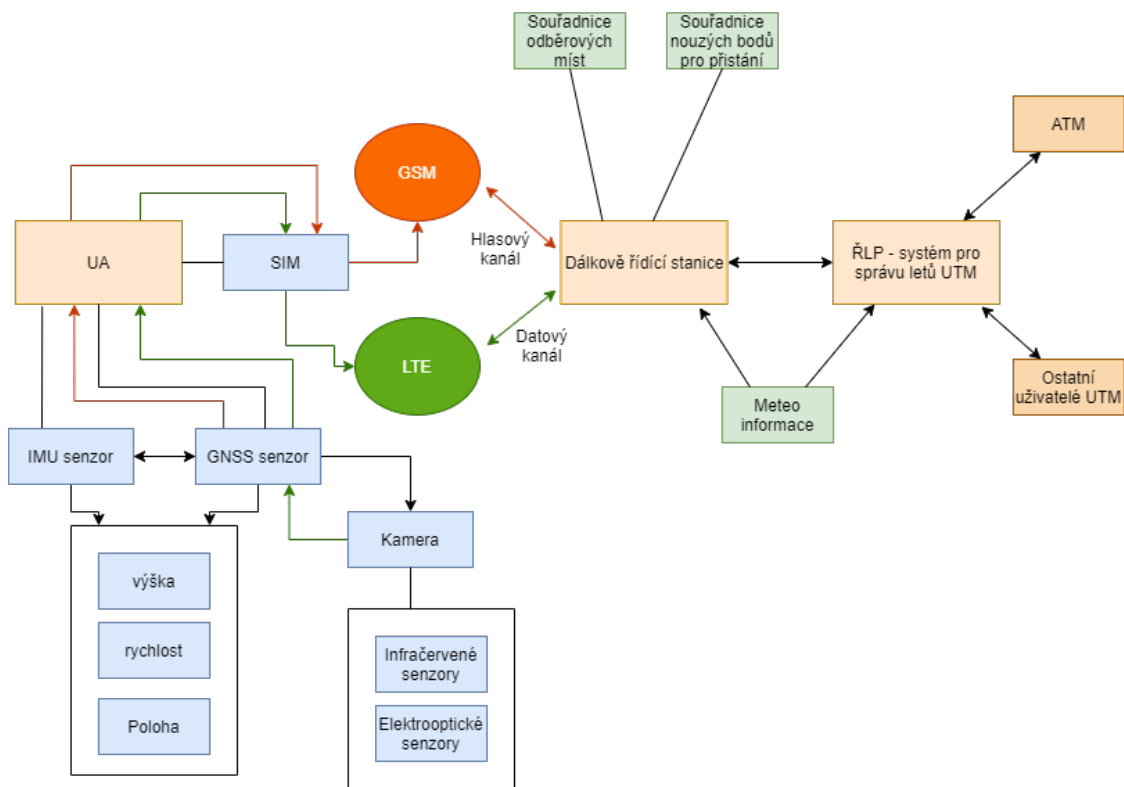 Souřadnice
odběrových
míst
Souřadnice
nouzých bodů
pro přistání
ATM
GSM
Hlasový
kanál
UA
SIM
Dálkově řídící stanice
ŘLP - systém pro
správu letů UTM
Datový
kanál
LTE
Ostatní
uživatelé UTM
Meteo
informace
IMU senzor
GNSS senzor
Kamera
výška
rychlost
Poloha
Infračervené
senzory
Elektrooptické
senzory